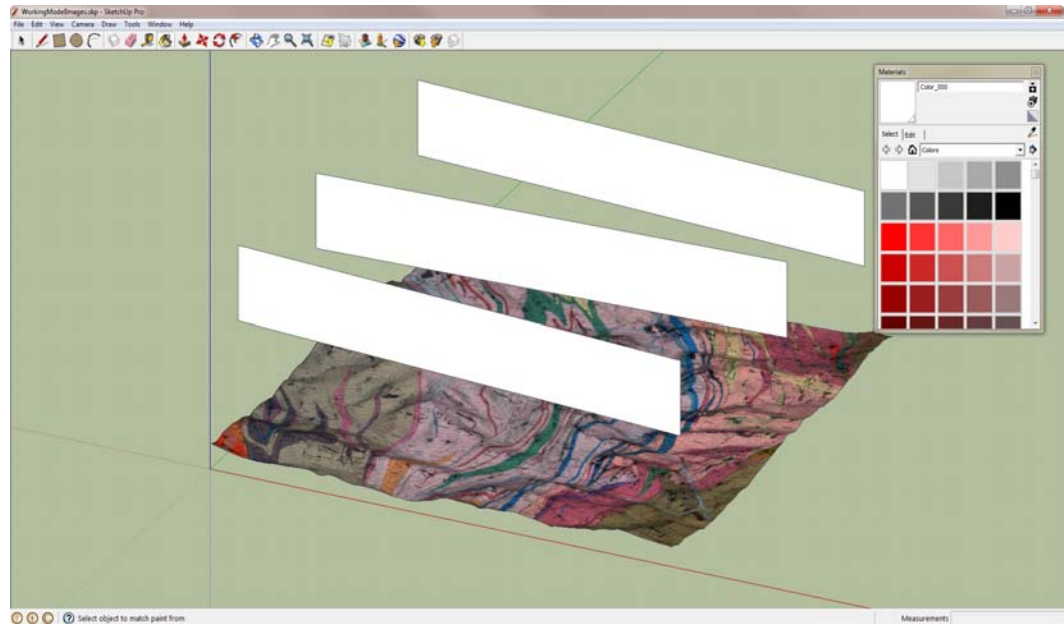 WorkingModelImages.skp - SketchUp Pro
File Edit View Camera Draw Tools Window Help
Materials
Color_000
Select Edit
Colors
Select object to match paint from
Measurements